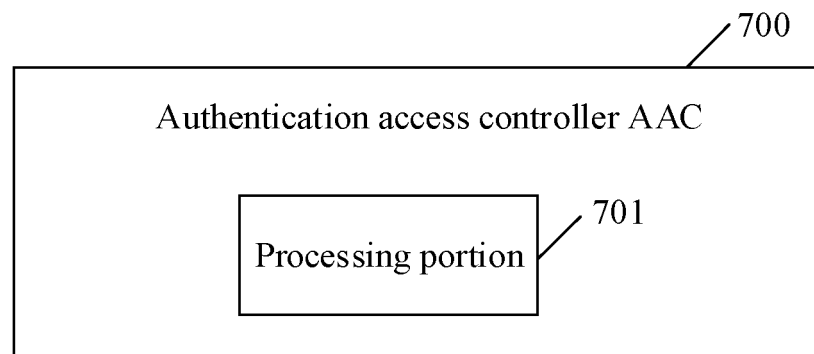 700
Authentication access controller AAC
701
Processing portion